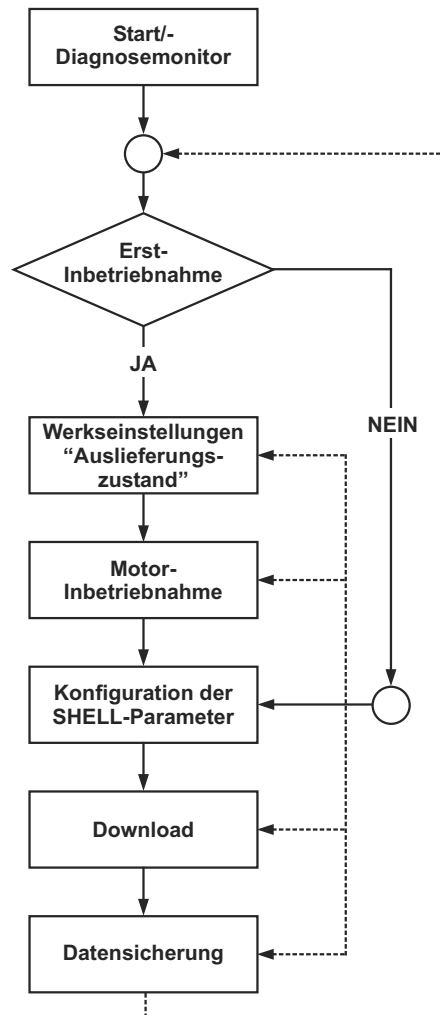 Start/-
Diagnosemonitor
Erst-
Inbetriebnahme
JA
NEIN
Werkseinstellungen
“Auslieferungs-
zustand”
Motor-
Inbetriebnahme
Konfiguration der
SHELL-Parameter
Download
Datensicherung